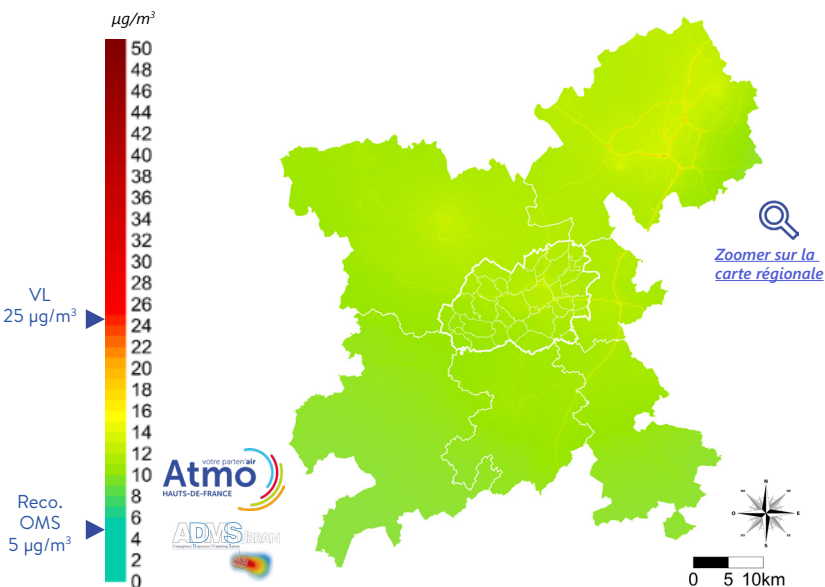 µg/m³
50
48
46
44
42
40
38
36
34
32
30
28
26
24
22
20
18
16
14
12
10
8
6
4
2
0
VL
25 µg/m³
Reco.
OMS
5 µg/m³
votre parten'air
Atmo
HAUTS-DE-FRANCE
ADMS URBAN
Zoomer sur la
carte régionale
N
O
E
S
0 5 10km